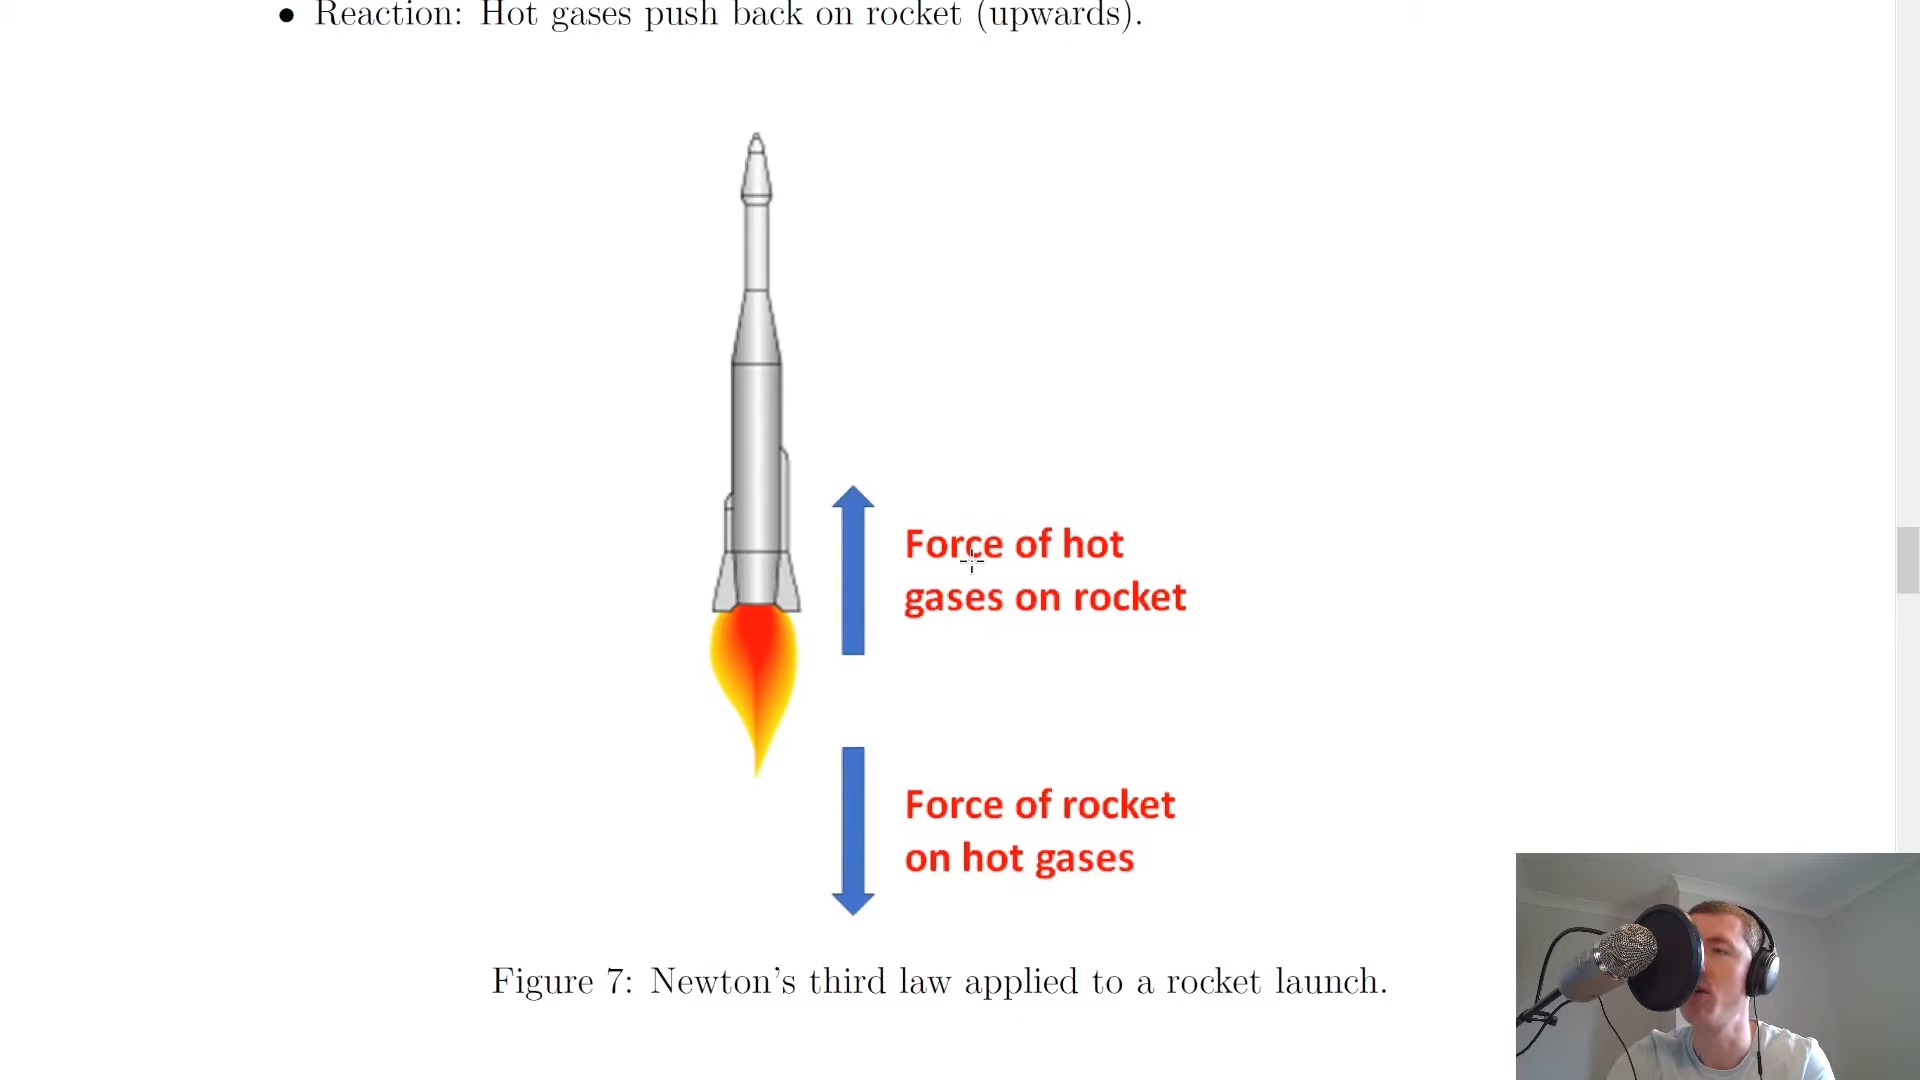 • Reaction: Hot gases push back on rocket (upwards).
Force of hot
gases on rocket
Force of rocket
on hot gases
Figure 7: Newton's third law applied to a rocket launch.